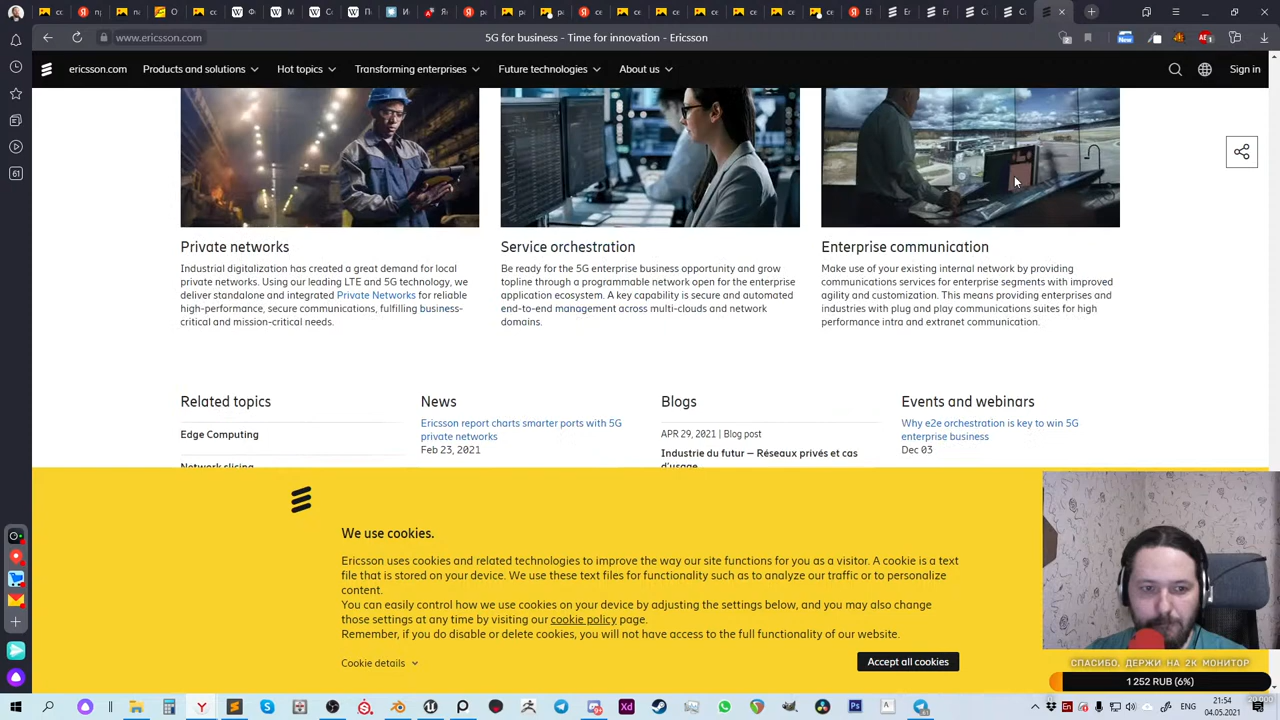 5G for business - Time for innovation - Ericsson
www.ericsson.com
New
ericsson.com Products and solutions Hot topics Transforming enterprises Future technologies About us Sign in
61
Private networks
Industrial digitalization has created a great demand for local
private networks. Using our leading LTE and 5G technology, we
deliver standalone and integrated Private Networks for reliable
high-performance, secure communications, fulfilling business-
critical and mission-critical needs.
Service orchestration
Be ready for the 5G enterprise business opportunity and grow
topline through a programmable network open for the enterprise
application ecosystem. A key capability is secure and automated
end-to-end management across multi-clouds and network
domains.
Enterprise communication
Make use of your existing internal network by providing
communications services for enterprise segments with improved
agility and customization. This means providing enterprises and
industries with plug and play communications suites for high
performance intra and extranet communication.
Related topics
Edge Computing
Network slicing
News
Ericsson report charts smarter ports with 5G
private networks
Feb 23, 2021
Blogs
APR 29, 2021 | Blog post
Industrie du futur – Réseaux privés et cas
d'usage
Events and webinars
Why e2e orchestration is key to win 5G
enterprise business
Dec 03
We use cookies.
Ericsson uses cookies and related technologies to improve the way our site functions for you as a visitor. A cookie is a text
file that is stored on your device. We use these text files for functionality such as to analyze our traffic or to personalize
content.
You can easily control how we use cookies on your device by adjusting the settings below, and you may also change
those settings at any time by visiting our cookie policy page.
Remember, if you do disable or delete cookies, you will not have access to the full functionality of our website.
Cookie details
Accept all cookies
СПАСИБО, ДЕРЖИ НА 2К МОНИТОР
1 252 RUB (6%)
21:54
04.05.2021